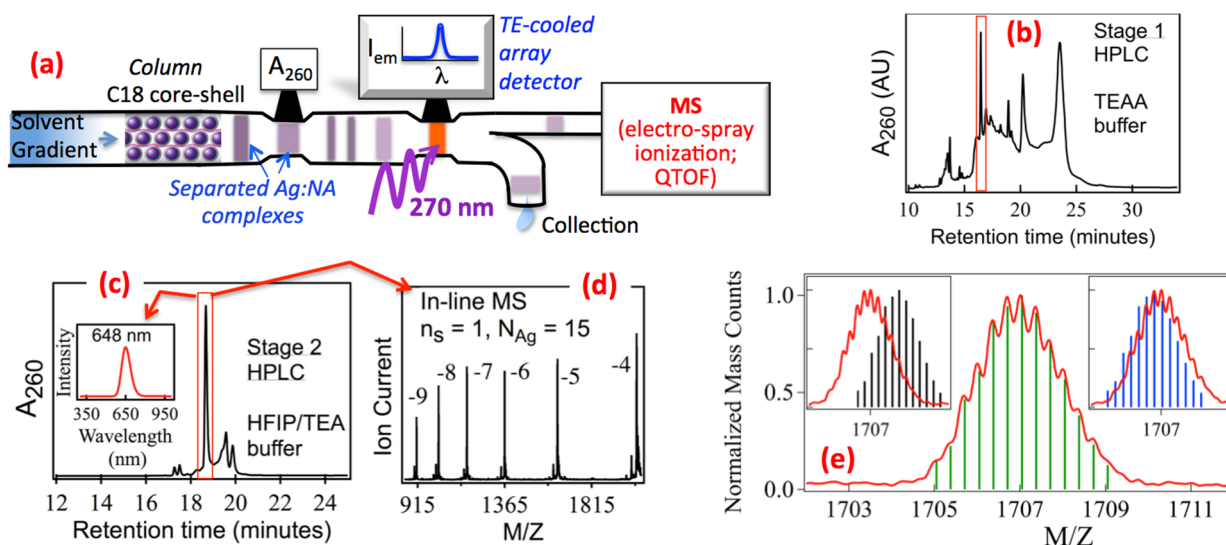 (a)
Column
C18 core-shell
Solvent
Gradient
Separated Ag:NA
complexes
A260
Iem
λ
TE-cooled
array
detector
270 nm
Collection
MS
(electro-spray
ionization;
QTOF)
(b)
Stage 1
HPLC
TEAA
buffer
A260 (AU)
10 15 20 25 30
Retention time (minutes)
(c)
648 nm
Intensity
350 650 950
Wavelength
(nm)
Stage 2
HPLC
HFIP/TEA
buffer
A260
12 14 16 18 20 22 24
Retention time (minutes)
(d)
In-line MS
nS = 1, NAg = 15
-9
-8
-7
-6
-5
-4
Ion Current
915 1365 1815
M/Z
(e)
Normalized Mass Counts
1.0
0.5
0.0
1707
1707
1703 1705 1707 1709 1711
M/Z